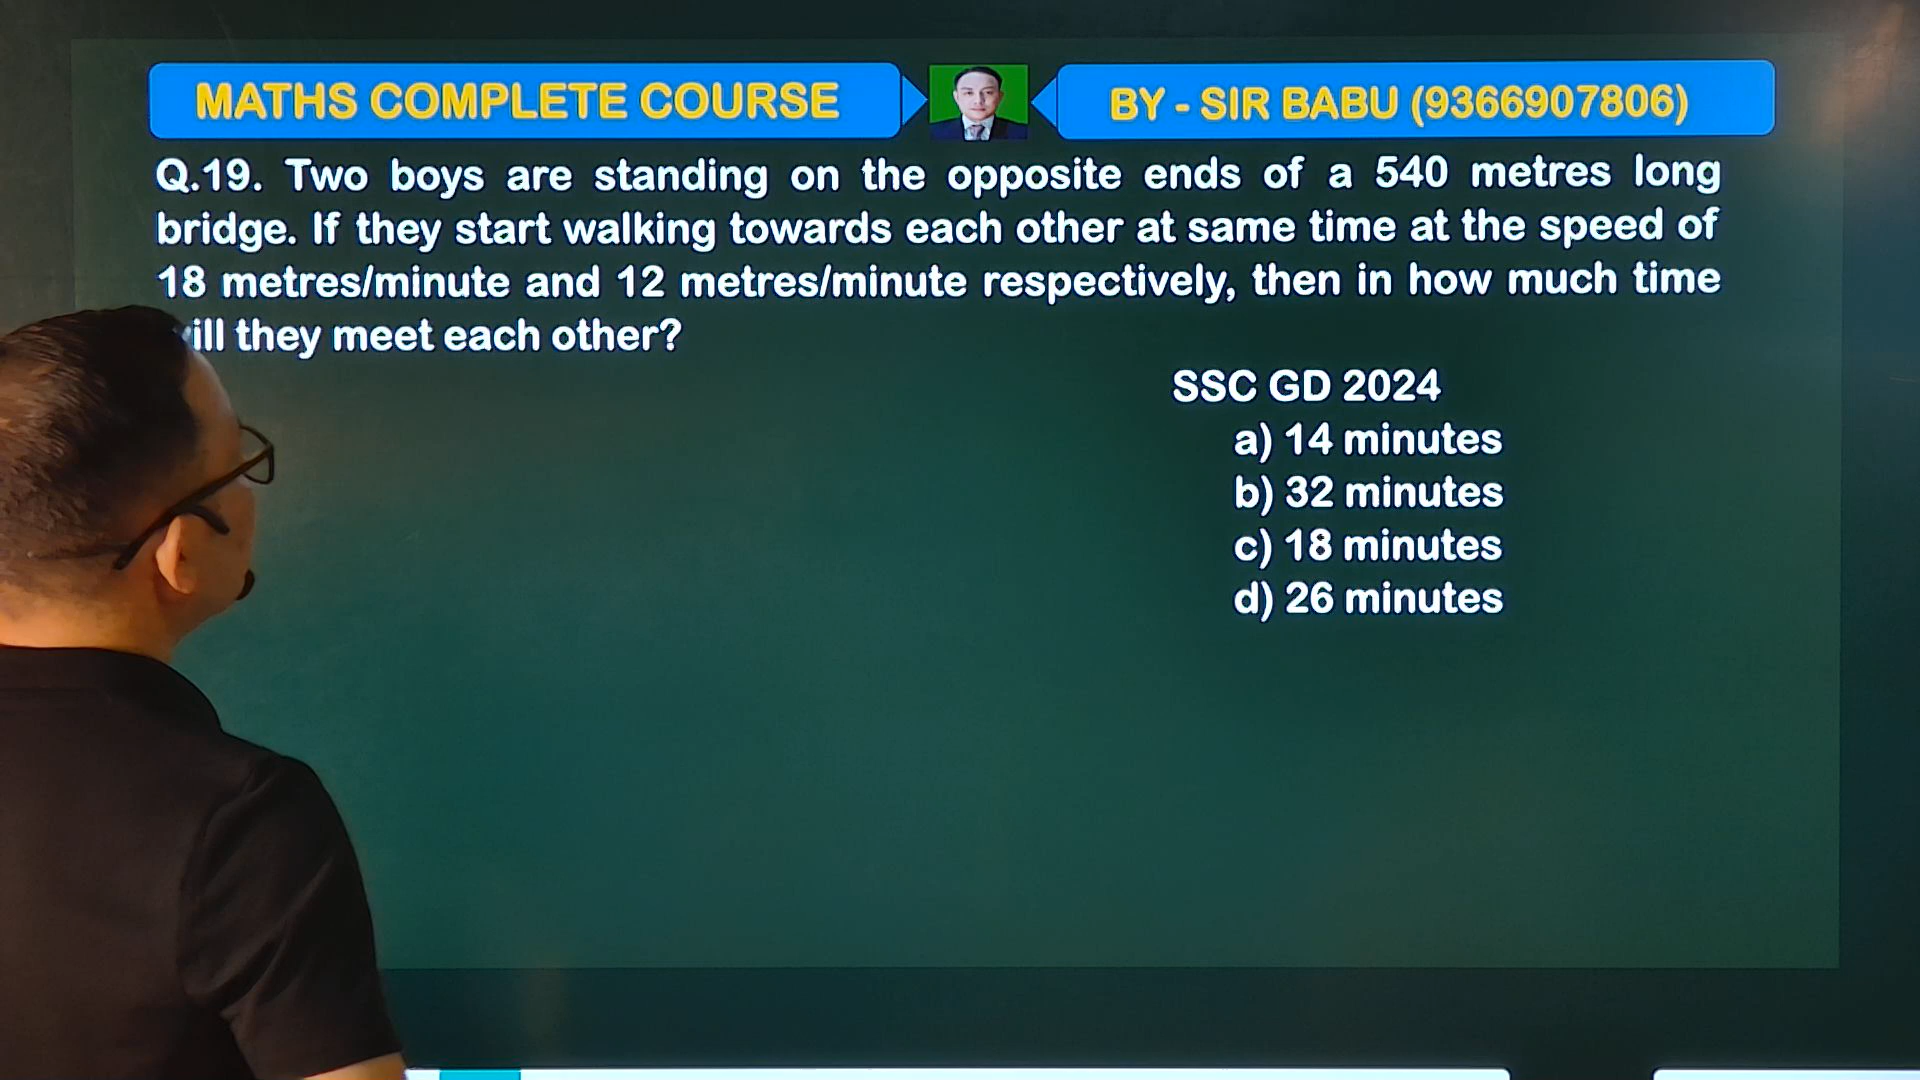 MATHS COMPLETE COURSE
BY - SIR BABU (9366907806)
Q.19. Two boys are standing on the opposite ends of a 540 metres long
bridge. If they start walking towards each other at same time at the speed of
18 metres/minute and 12 metres/minute respectively, then in how much time
they meet each other?
SSC GD 2024
a) 14 minutes
b) 32 minutes
c) 18 minutes
d) 26 minutes